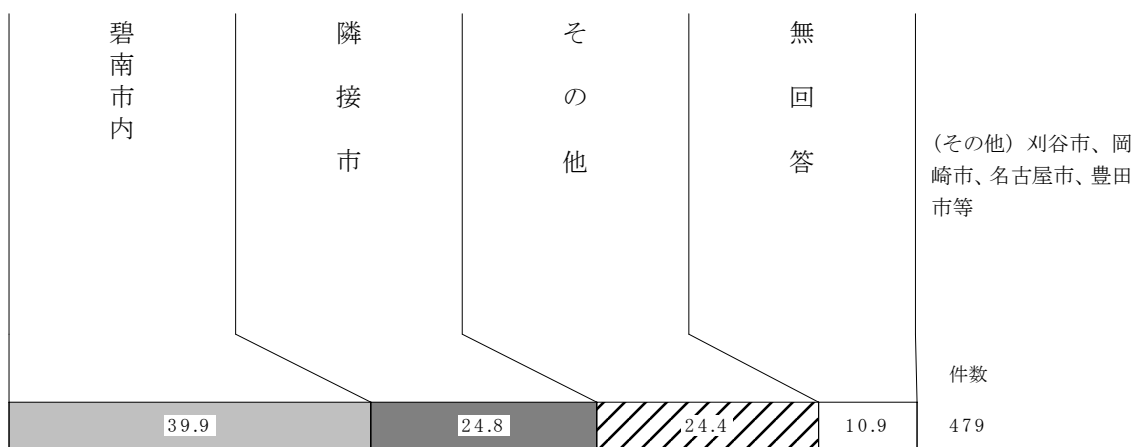 碧南市内
隣接市
その他
無回答
(その他) 刈谷市、岡
崎市、名古屋市、豊田
市等
件数
39.9
24.8
24.4
10.9
479